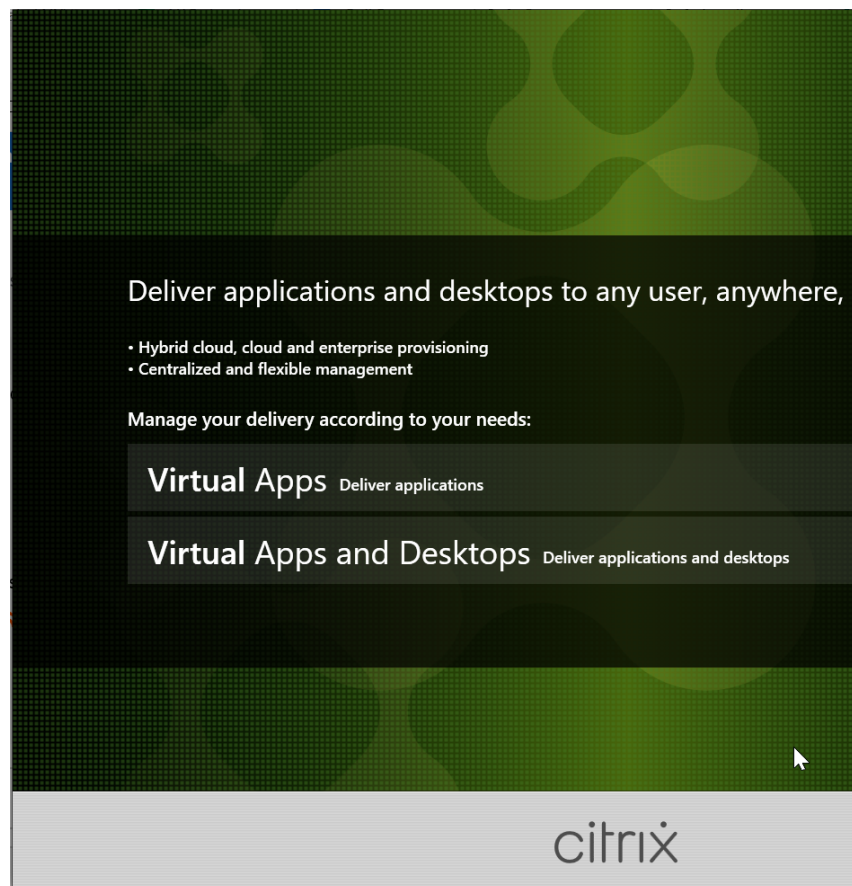 Deliver applications and desktops to any user, anywhere,
• Hybrid cloud, cloud and enterprise provisioning
• Centralized and flexible management
Manage your delivery according to your needs:
Virtual Apps Deliver applications
Virtual Apps and Desktops Deliver applications and desktops
citrix